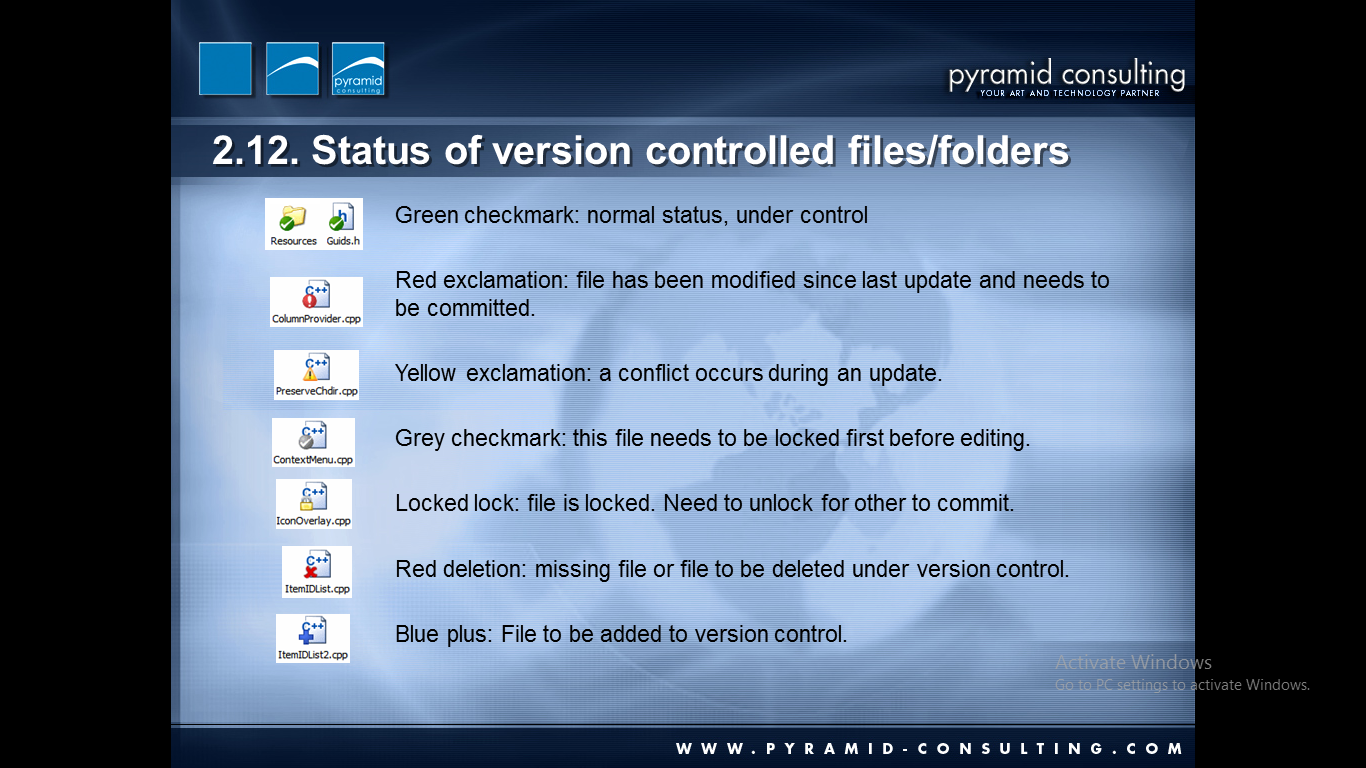 pyramid
consulting
pyramid consulting
YOUR ART AND TECHNOLOGY PARTNER
2.12. Status of version controlled files/folders
Resources Guids.h
Green checkmark: normal status, under control
h
C++
ColumnProvider.cpp
Red exclamation: file has been modified since last update and needs to
be committed.
C++
PreserveChdir.cpp
Yellow exclamation: a conflict occurs during an update.
C++
ContextMenu.cpp
Grey checkmark: this file needs to be locked first before editing.
C++
IconOverlay.cpp
Locked lock: file is locked. Need to unlock for other to commit.
C++
ItemIDList.cpp
Red deletion: missing file or file to be deleted under version control.
C++
ItemIDList2.cpp
Blue plus: File to be added to version control.
Activate Windows
Go to PC settings to activate Windows.
WWW.PYRAMID-CONSULTING.COM